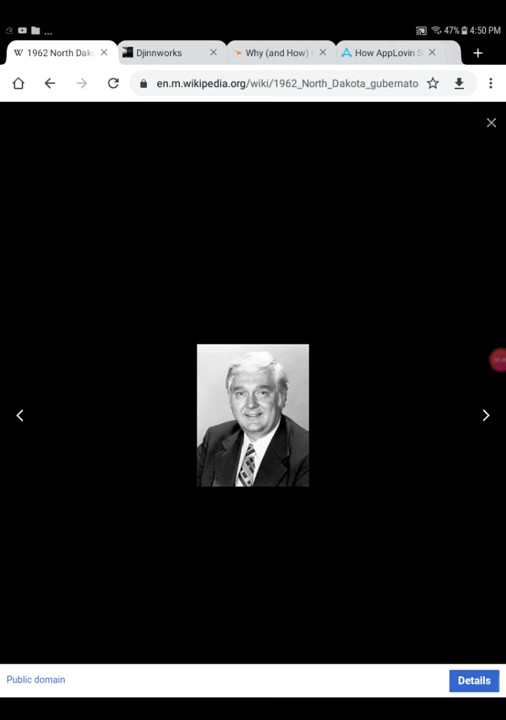 ... 47% 4:50 PM
W 1962 North Dak Djinnworks Why (and How) AppLovin How AppLovin S
en.m.wikipedia.org/wiki/1962_North_Dakota_gubernato
Public domain Details